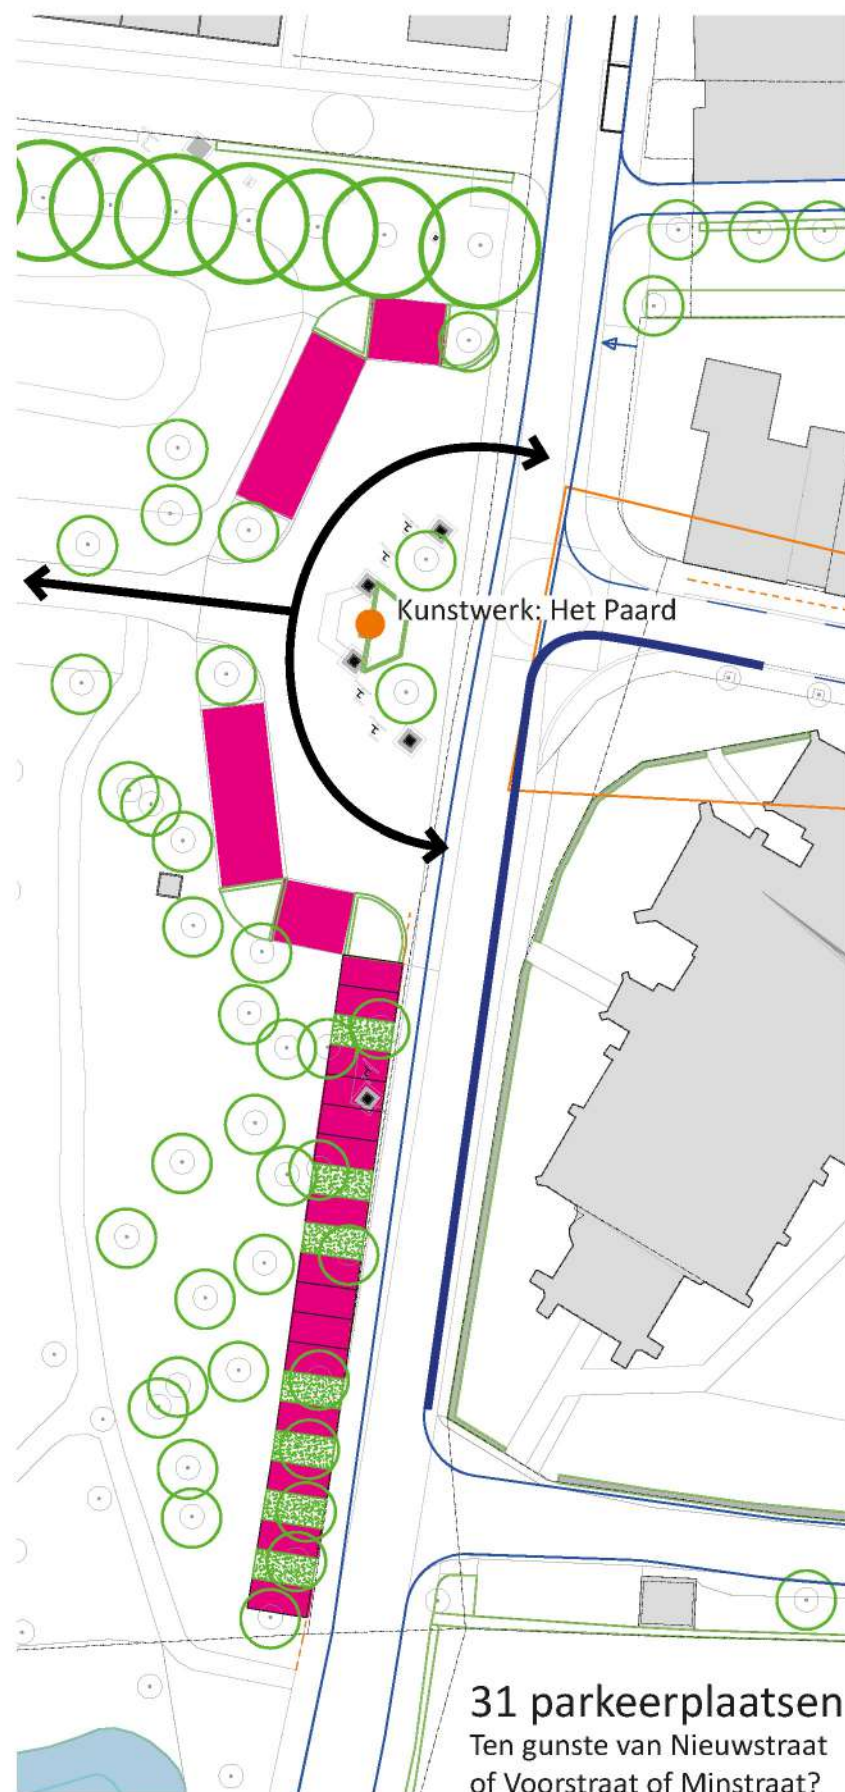 Kunstwerk: Het Paard
31 parkeerplaatsen
Ten gunste van Nieuwstraat
of Voorstraat of Minstraat?